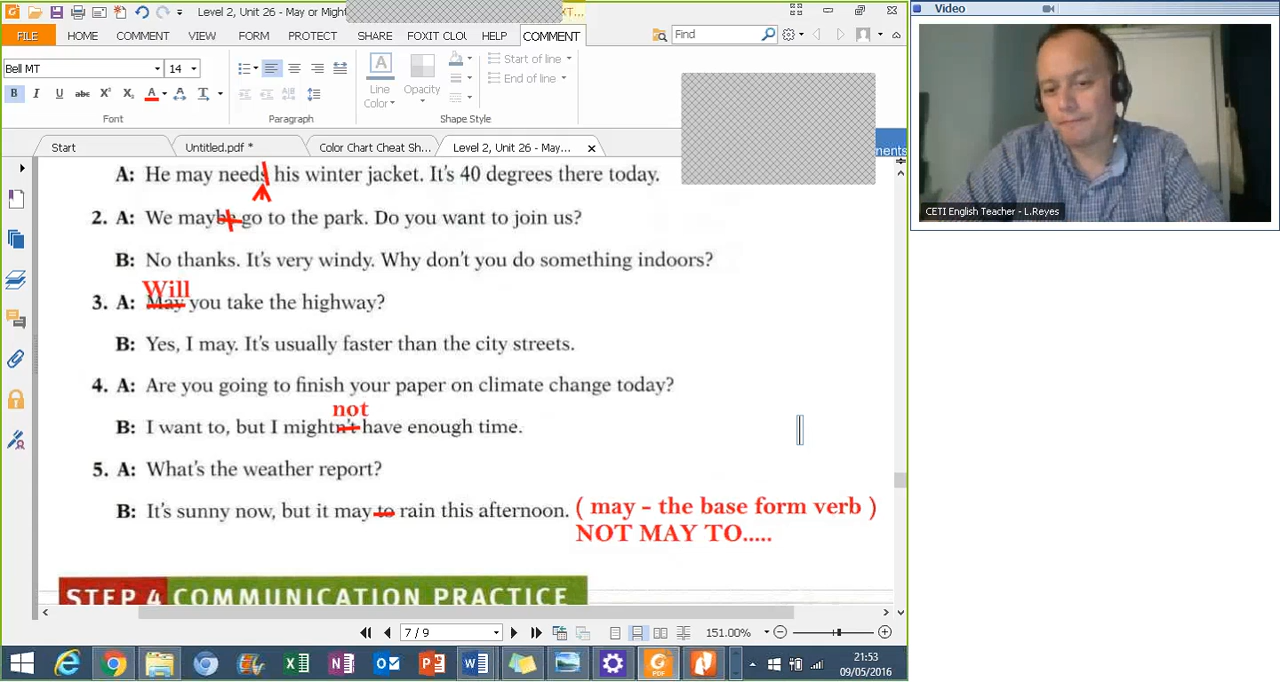 Level 2, Unit 26 - May or Might
XT...
Video
FILE HOME COMMENT VIEW FORM PROTECT SHARE FOXIT CLOU HELP COMMENT Find
Bell MT 14
Start of line
End of line
Line Color
Opacity
Font Paragraph Shape Style
Start Untitled.pdf * Color Chart Cheat Sh... Level 2, Unit 26 - May...
nents
A: He may needs his winter jacket. It's 40 degrees there today.
2. A: We maybe go to the park. Do you want to join us?
B: No thanks. It's very windy. Why don't you do something indoors?
Will
3. A: May you take the highway?
B: Yes, I may. It's usually faster than the city streets.
4. A: Are you going to finish your paper on climate change today?
not
B: I want to, but I mightn't have enough time.
5. A: What's the weather report?
B: It's sunny now, but it may to rain this afternoon. ( may - the base form verb )
NOT MAY TO.....
STEP 4 COMMUNICATION PRACTICE
7 / 9
151.00%
21:53
09/05/2016
CETI English Teacher - L.Reyes